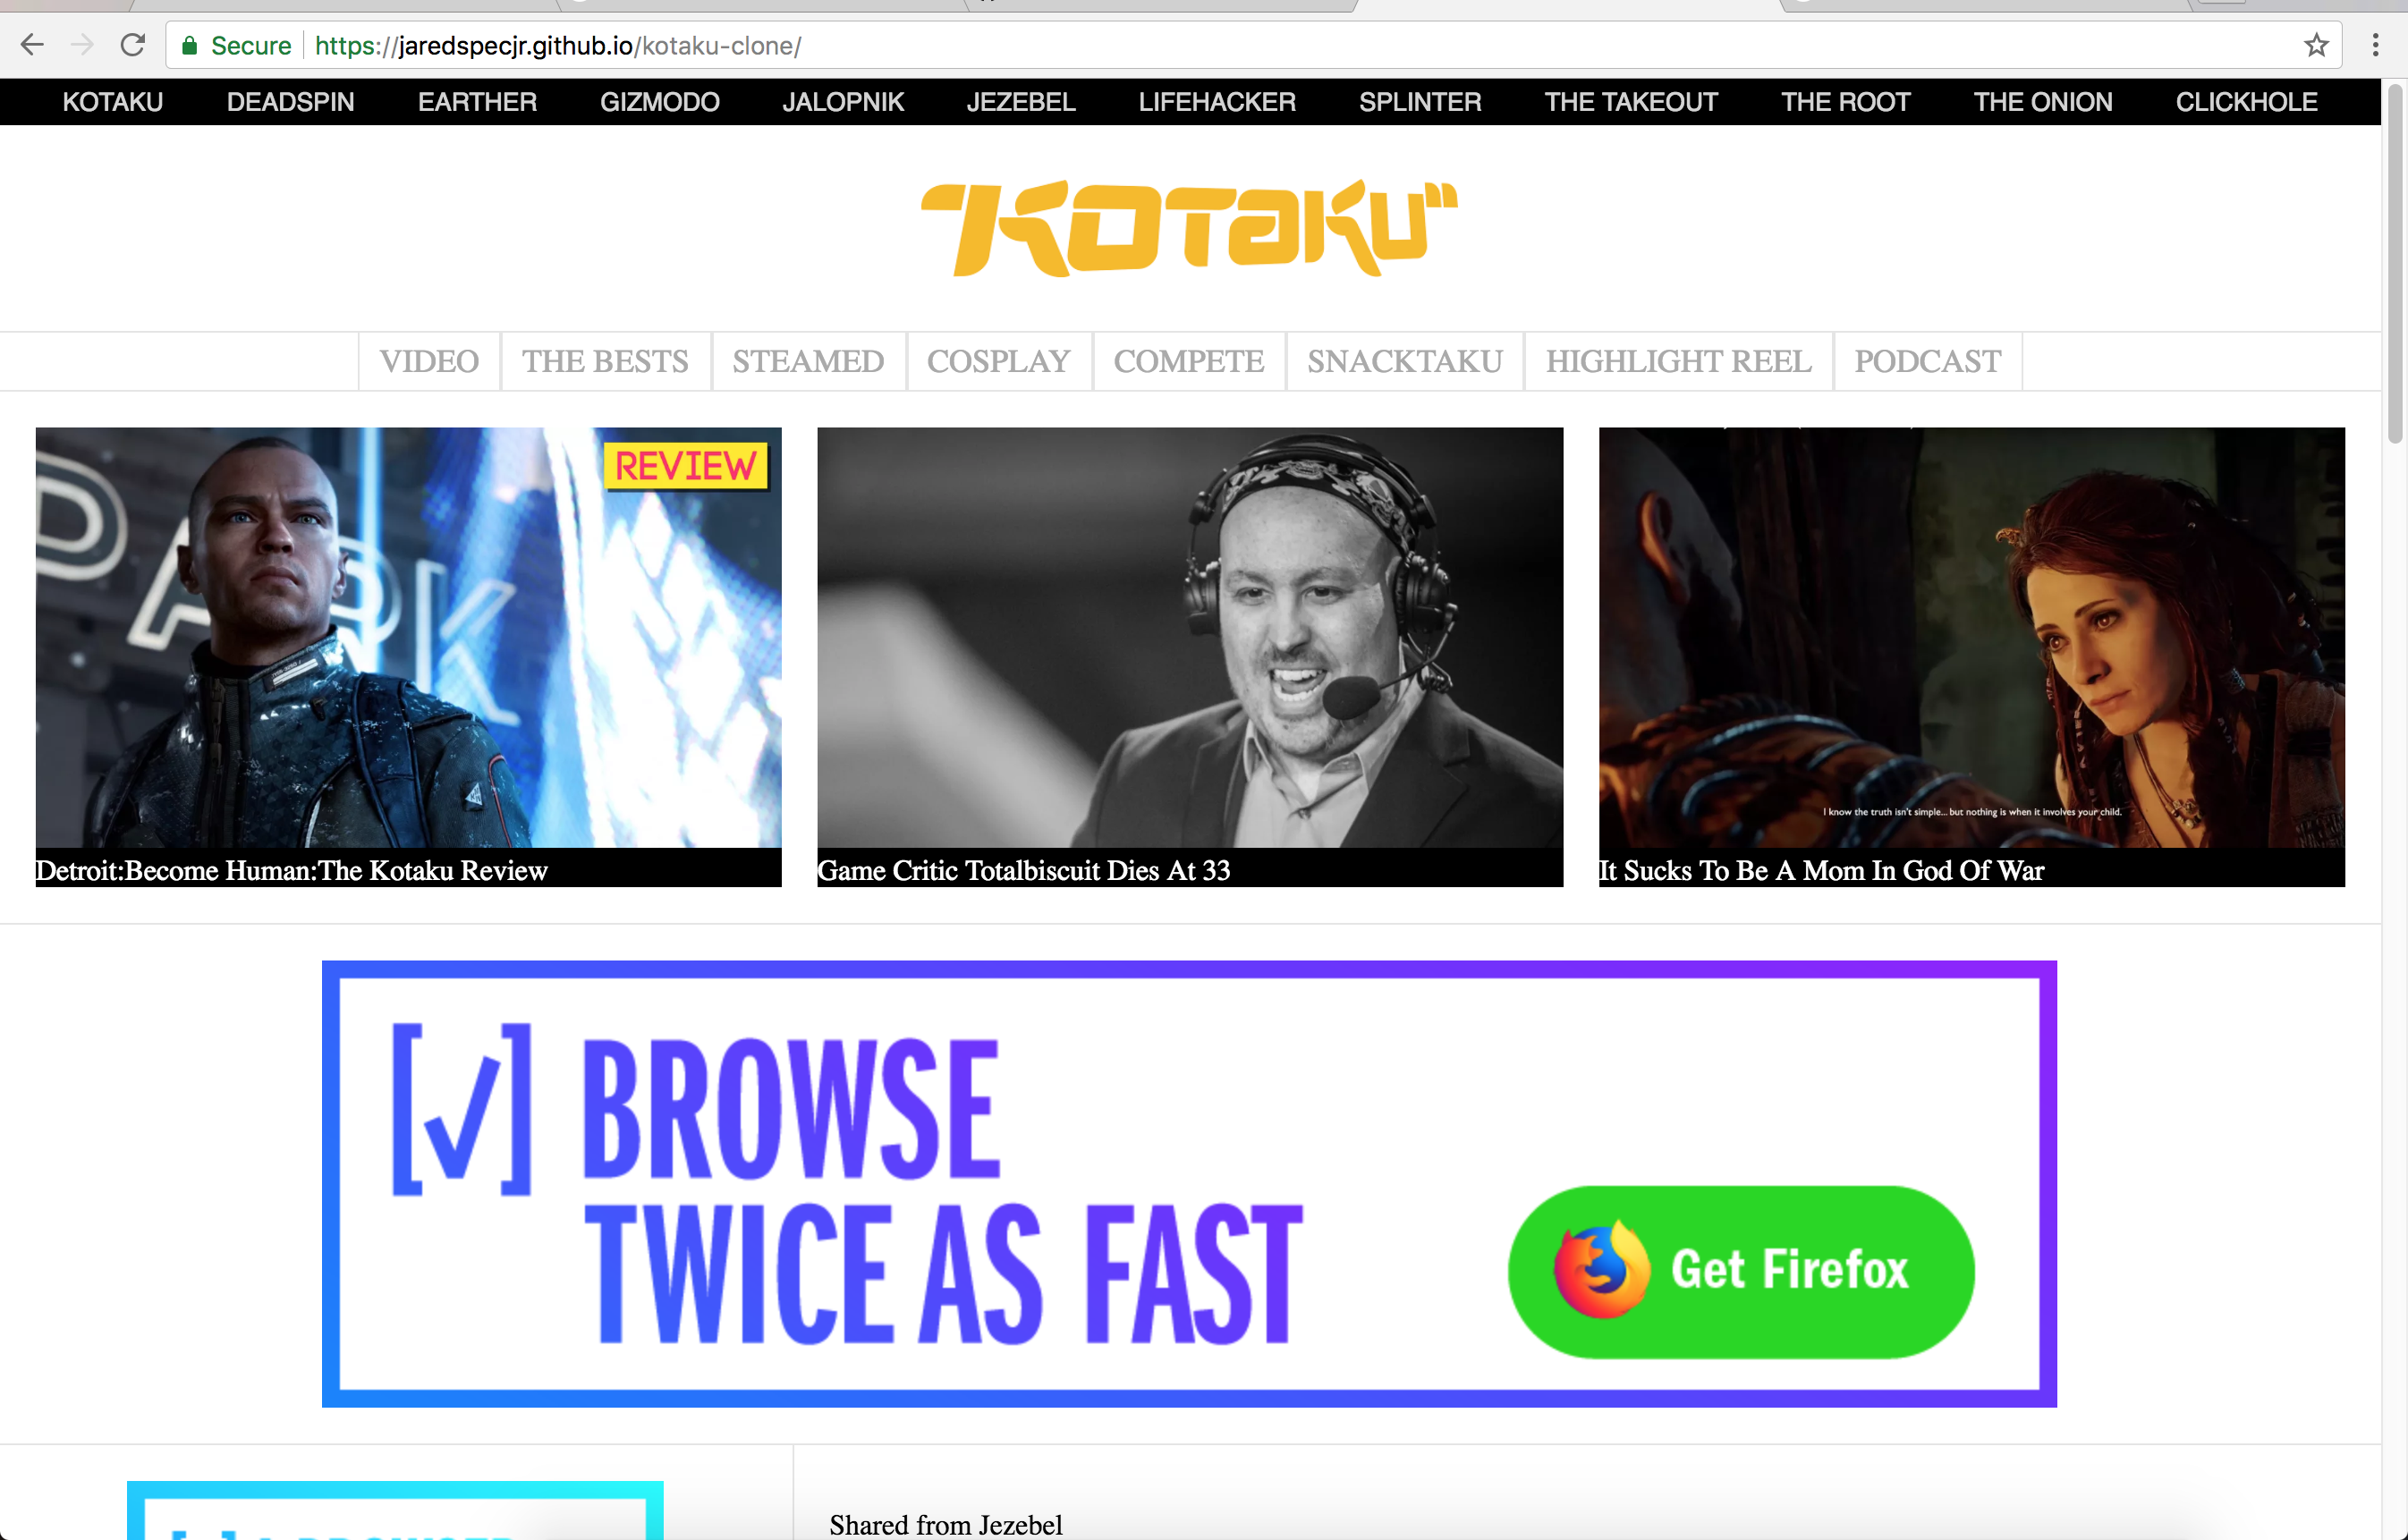 Secure https://jaredspecjr.github.io/kotaku-clone/
KOTAKU DEADSPIN EARTHER GIZMODO JALOPNIK JEZEBEL LIFEHACKER SPLINTER THE TAKEOUT THE ROOT THE ONION CLICKHOLE
KOTAKU
VIDEO THE BESTS STEAMED COSPLAY COMPETE SNACKTAKU HIGHLIGHT REEL PODCAST
REVIEW
PARK
I know the truth isn't simple... but nothing is when it involves your child.
Detroit:Become Human:The Kotaku Review
Game Critic Totalbiscuit Dies At 33
It Sucks To Be A Mom In God Of War
[✓] BROWSE
TWICE AS FAST
Get Firefox
Shared from Jezebel